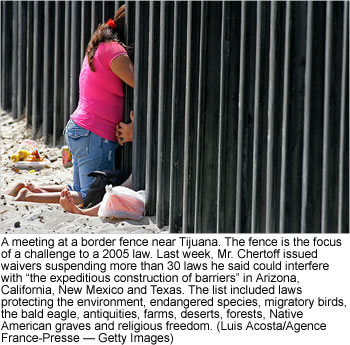 A meeting at a border fence near Tijuana. The fence is the focus
of a challenge to a 2005 law. Last week, Mr. Chertoff issued
waivers suspending more than 30 laws he said could interfere
with “the expeditious construction of barriers” in Arizona,
California, New Mexico and Texas. The list included laws
protecting the environment, endangered species, migratory birds,
the bald eagle, antiquities, farms, deserts, forests, Native
American graves and religious freedom. (Luis Acosta/Agence
France-Presse — Getty Images)